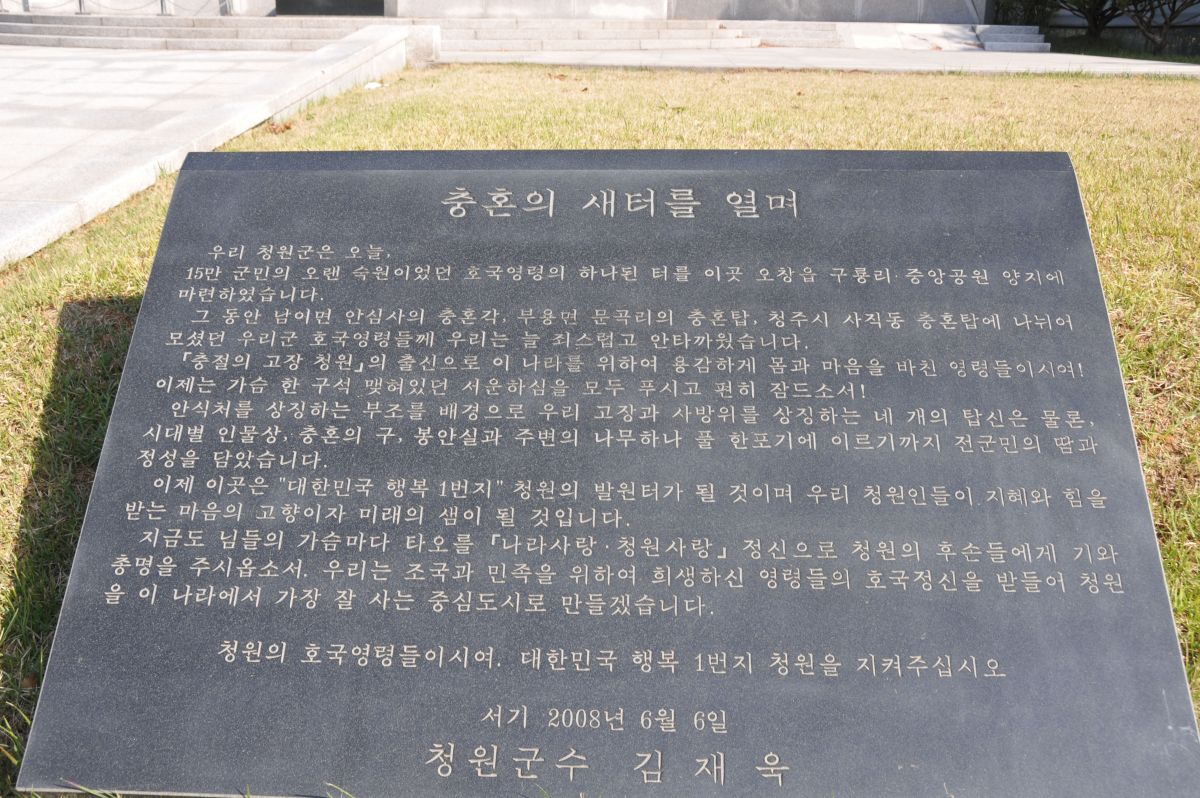 충혼의 새터를 열며
우리 청원군은 오늘,
15만 군민의 오랜 숙원이었던 호국영령의 하나된 터를 이곳 오창읍 구룡리·중앙공원 양지에
마련하였습니다.
그 동안 남이면 안심사의 충혼각, 부용면 문곡리의 충혼탑, 청주시 사직동 충혼탑에 나뉘어
모셨던 우리군 호국영령들께 우리는 늘 죄스럽고 안타까웠습니다.
「충절의 고장 청원」의 출신으로 이 나라를 위하여 용감하게 몸과 마음을 바친 영령들이시여!
이제는 가슴 한 구석 맺혀있던 서운하심을 모두 푸시고 편히 잠드소서!
안식처를 상징하는 부조를 배경으로 우리 고장과 사방위를 상징하는 네 개의 탑신은 물론,
시대별 인물상, 충혼의 구, 봉안실과 주변의 나무하나 풀 한포기에 이르기까지 전군민의 땀과
정성을 담았습니다.
이제 이곳은 "대한민국 행복 1번지" 청원의 발원터가 될 것이며 우리 청원인들이 지혜와 힘을
받는 마음의 고향이자 미래의 샘이 될 것입니다.
지금도 님들의 가슴마다 타오를 「나라사랑·청원사랑」 정신으로 청원의 후손들에게 기와
총명을 주시옵소서. 우리는 조국과 민족을 위하여 희생하신 영령들의 호국정신을 받들어 청원
을 이 나라에서 가장 잘 사는 중심도시로 만들겠습니다.
청원의 호국영령들이시여. 대한민국 행복 1번지 청원을 지켜주십시오
서기 2008년 6월 6일
청원군수 김재욱